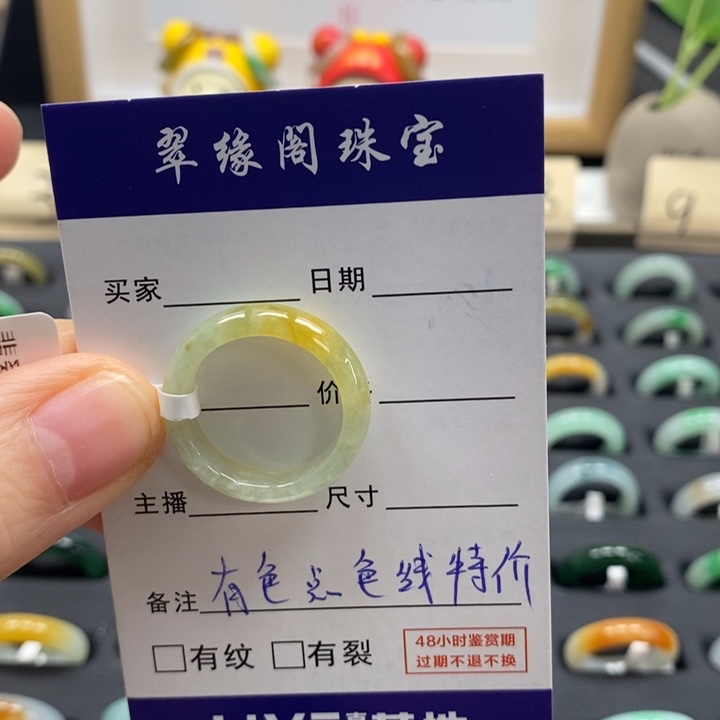 翠缘阁珠宝
买家 日期
价
主播 尺寸
备注 有色点色线特价
有纹 有裂
48小时鉴赏期
过期不退不换
9